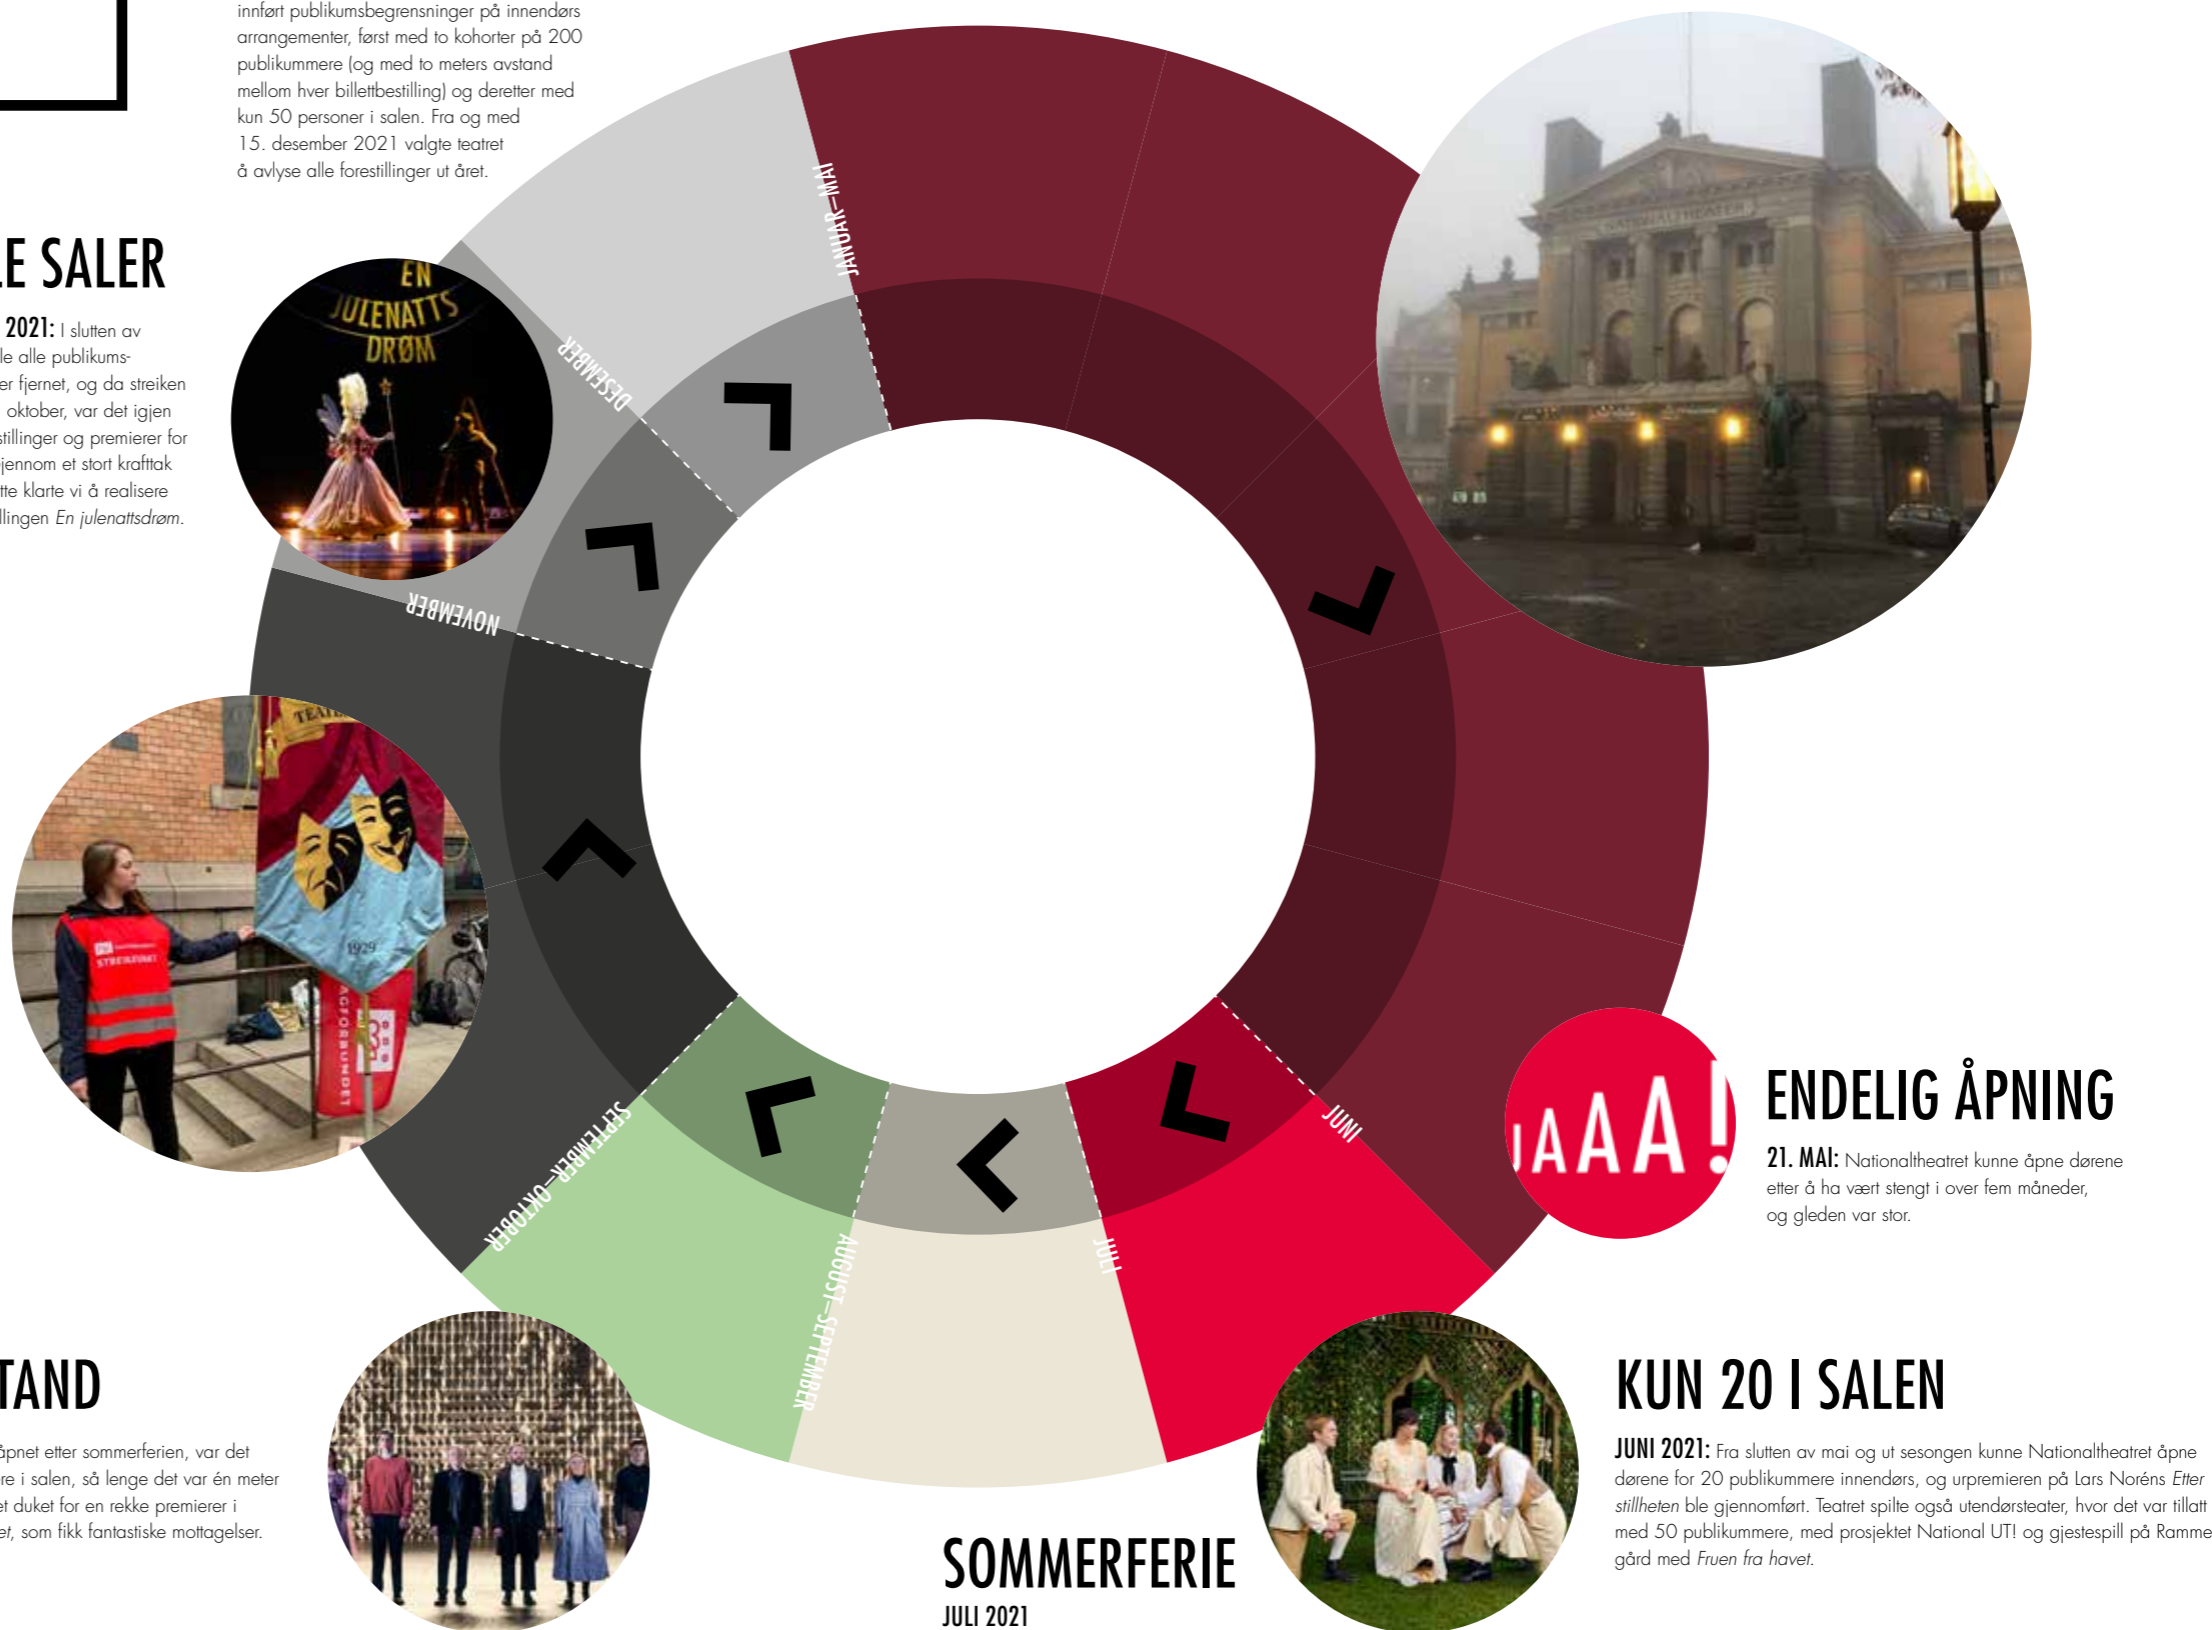 innført publikumsbegrensninger på innendørs
arrangementer, først med to kohorter på 200
publikummere (og med to meters avstand
mellom hver billettbestilling) og deretter med
kun 50 personer i salen. Fra og med
15. desember 2021 valgte teatret
å avlyse alle forestillinger ut året.
LE SALER
2021: I slutten av
le alle publikums-
er fjernet, og da streiken
oktober, var det igjen
stillinger og premierer for
jennom et stort krafttak
tte klarte vi å realisere
llingen En julenattsdrøm.
EN
JULENATTS
DRØM
JANUAR–MAI
DESEMBER
NOVEMBER
SEPTEMBER–OKTOBER
AUGUST–SEPTEMBER
JULI
JUNI
NATIONALTHEATER
1929
JAAA!
ENDELIG ÅPNING
21. MAI: Nationaltheatret kunne åpne dørene
etter å ha vært stengt i over fem måneder,
og gleden var stor.
KUN 20 I SALEN
JUNI 2021: Fra slutten av mai og ut sesongen kunne Nationaltheatret åpne
dørene for 20 publikummere innendørs, og urpremieren på Lars Noréns Etter
stillheten ble gjennomført. Teatret spilte også utendørsteater, hvor det var tillatt
med 50 publikummere, med prosjektet National UT! og gjestespill på Ramme
gård med Fruen fra havet.
SOMMERFERIE
JULI 2021
TAND
åpnet etter sommerferien, var det
re i salen, så lenge det var én meter
et duket for en rekke premierer i
et, som fikk fantastiske mottagelser.